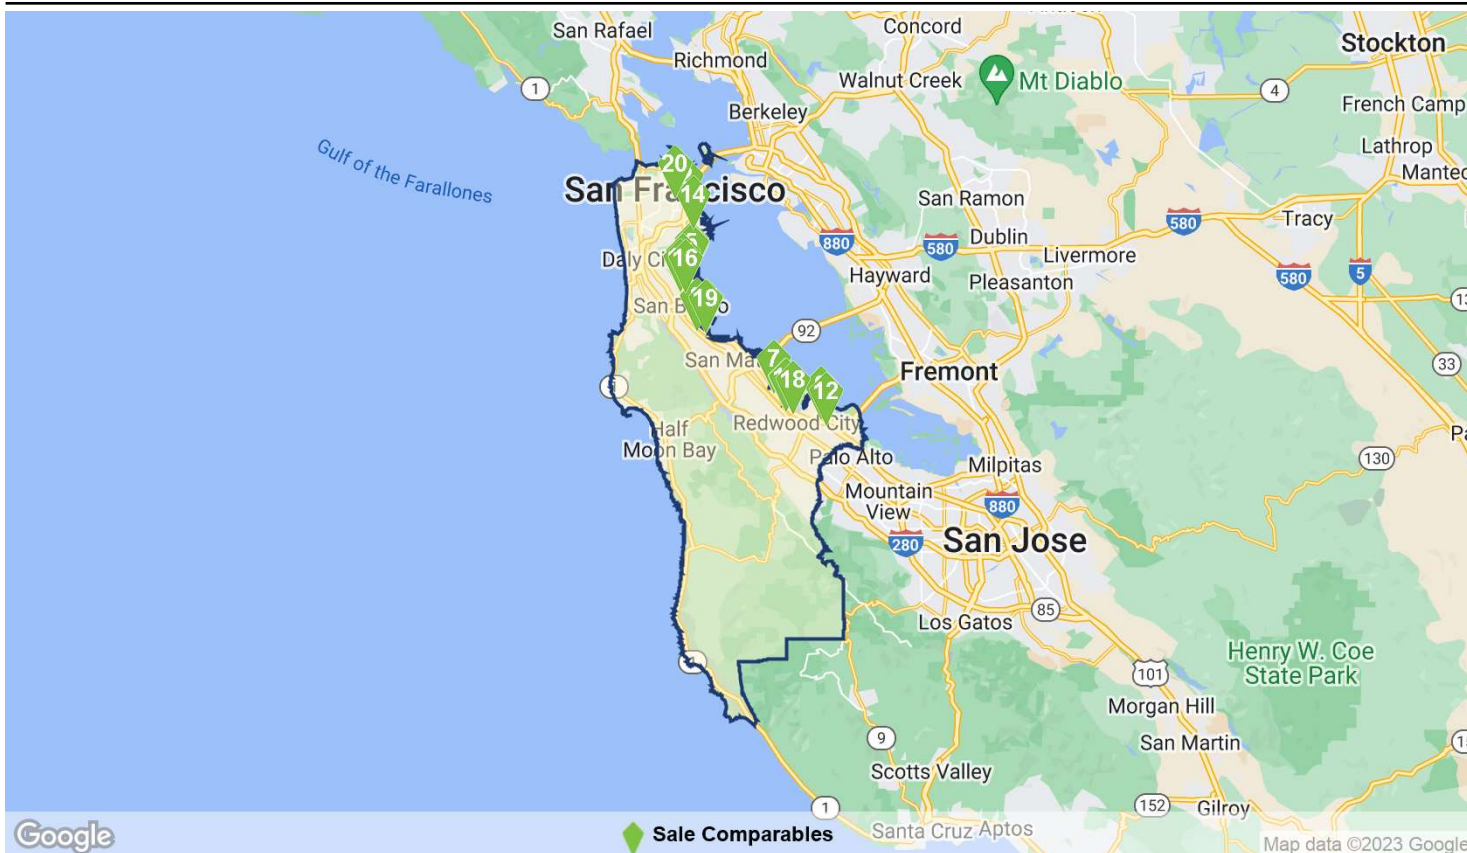 San Rafael
Concord
Stockton
Richmond
1
Walnut Creek
Mt Diablo
4
French Camp
Berkeley
Lathrop
Gulf of the Farallones
20
San Francisco
14
San Ramon
Tracy
580
880
580
Dublin
Livermore
Daly
16
Hayward
Pleasanton
580
5
19
92
San Ma
7
Fremont
33
18
12
Redwood City
Half
Moon Bay
Palo Alto
Milpitas
130
Mountain
View
880
280
San Jose
85
Los Gatos
Henry W. Coe
State Park
101
Morgan Hill
9
San Martin
Scotts Valley
1
152
Gilroy
Google
Sale Comparables
Santa Cruz
Aptos
Map data ©2023 Google